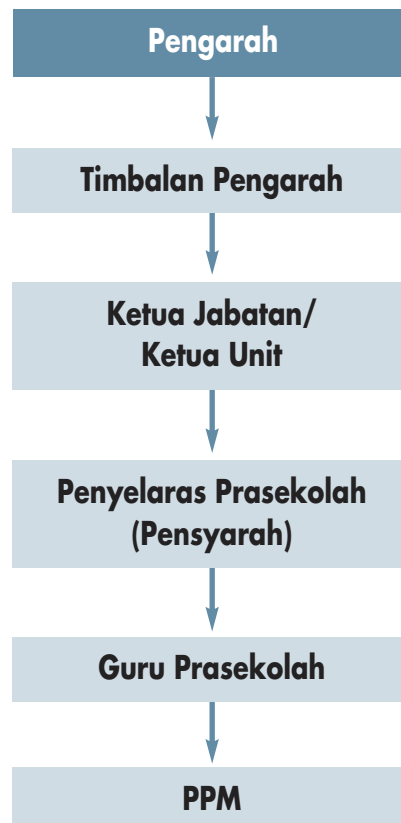 Pengarah
Timbalan Pengarah
Ketua Jabatan/
Ketua Unit
Penyelaras Prasekolah
(Pensyarah)
Guru Prasekolah
PPM